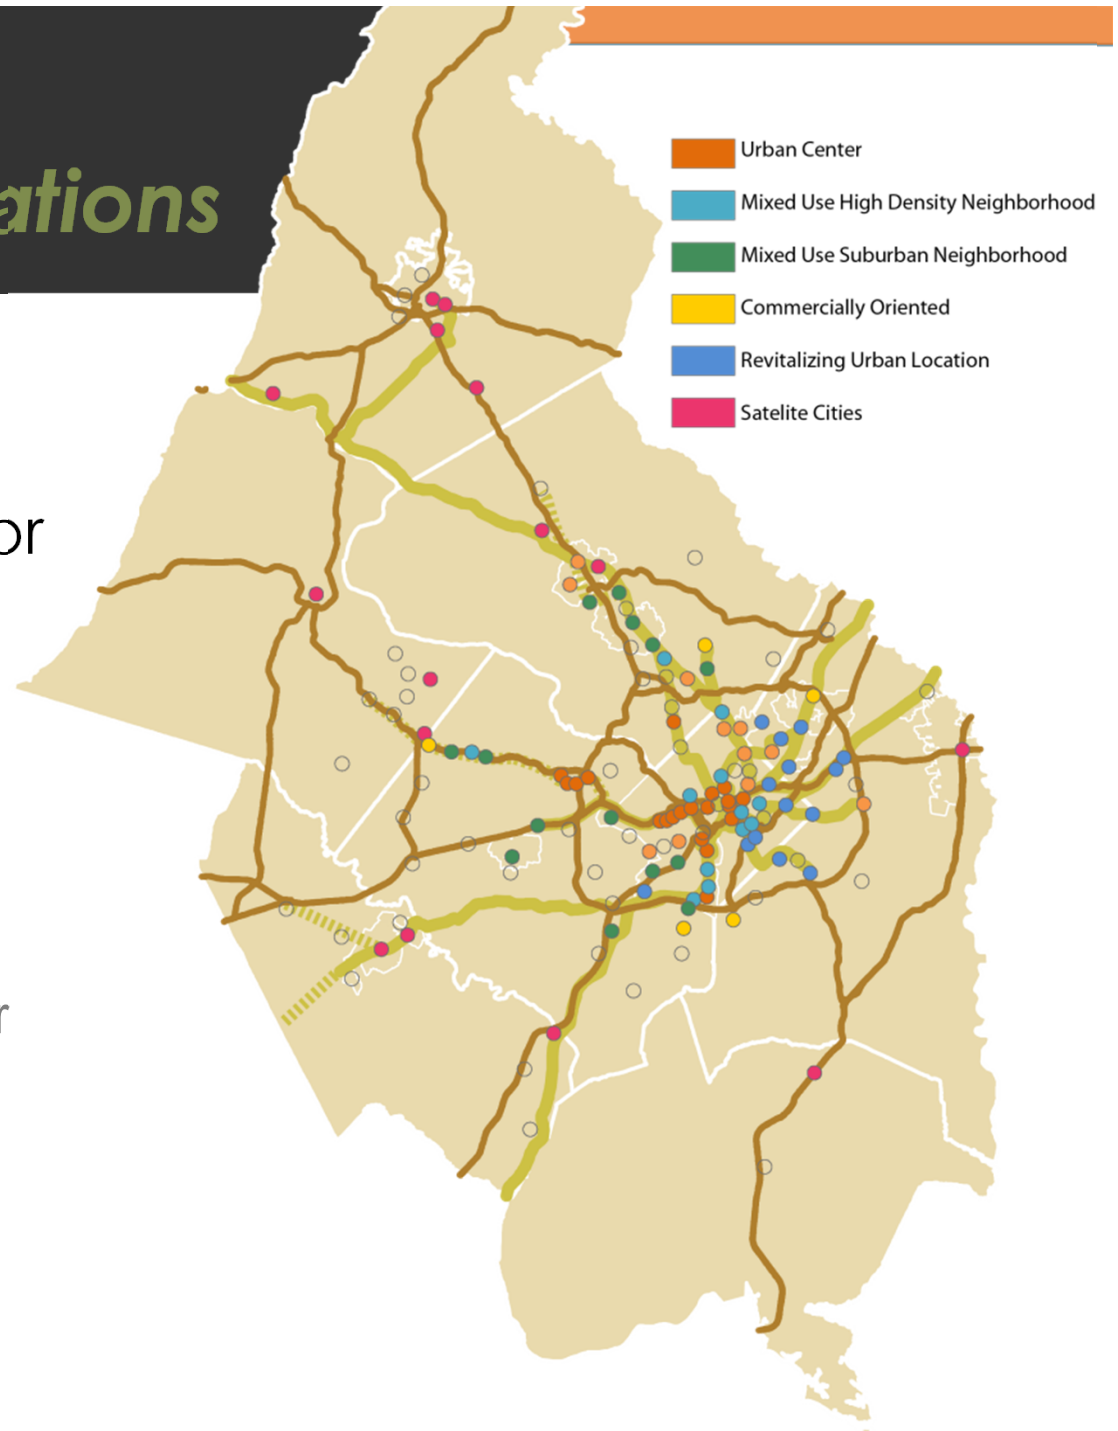 ations
Urban Center
Mixed Use High Density Neighborhood
Mixed Use Suburban Neighborhood
Commercially Oriented
Revitalizing Urban Location
Satelite Cities
or
r